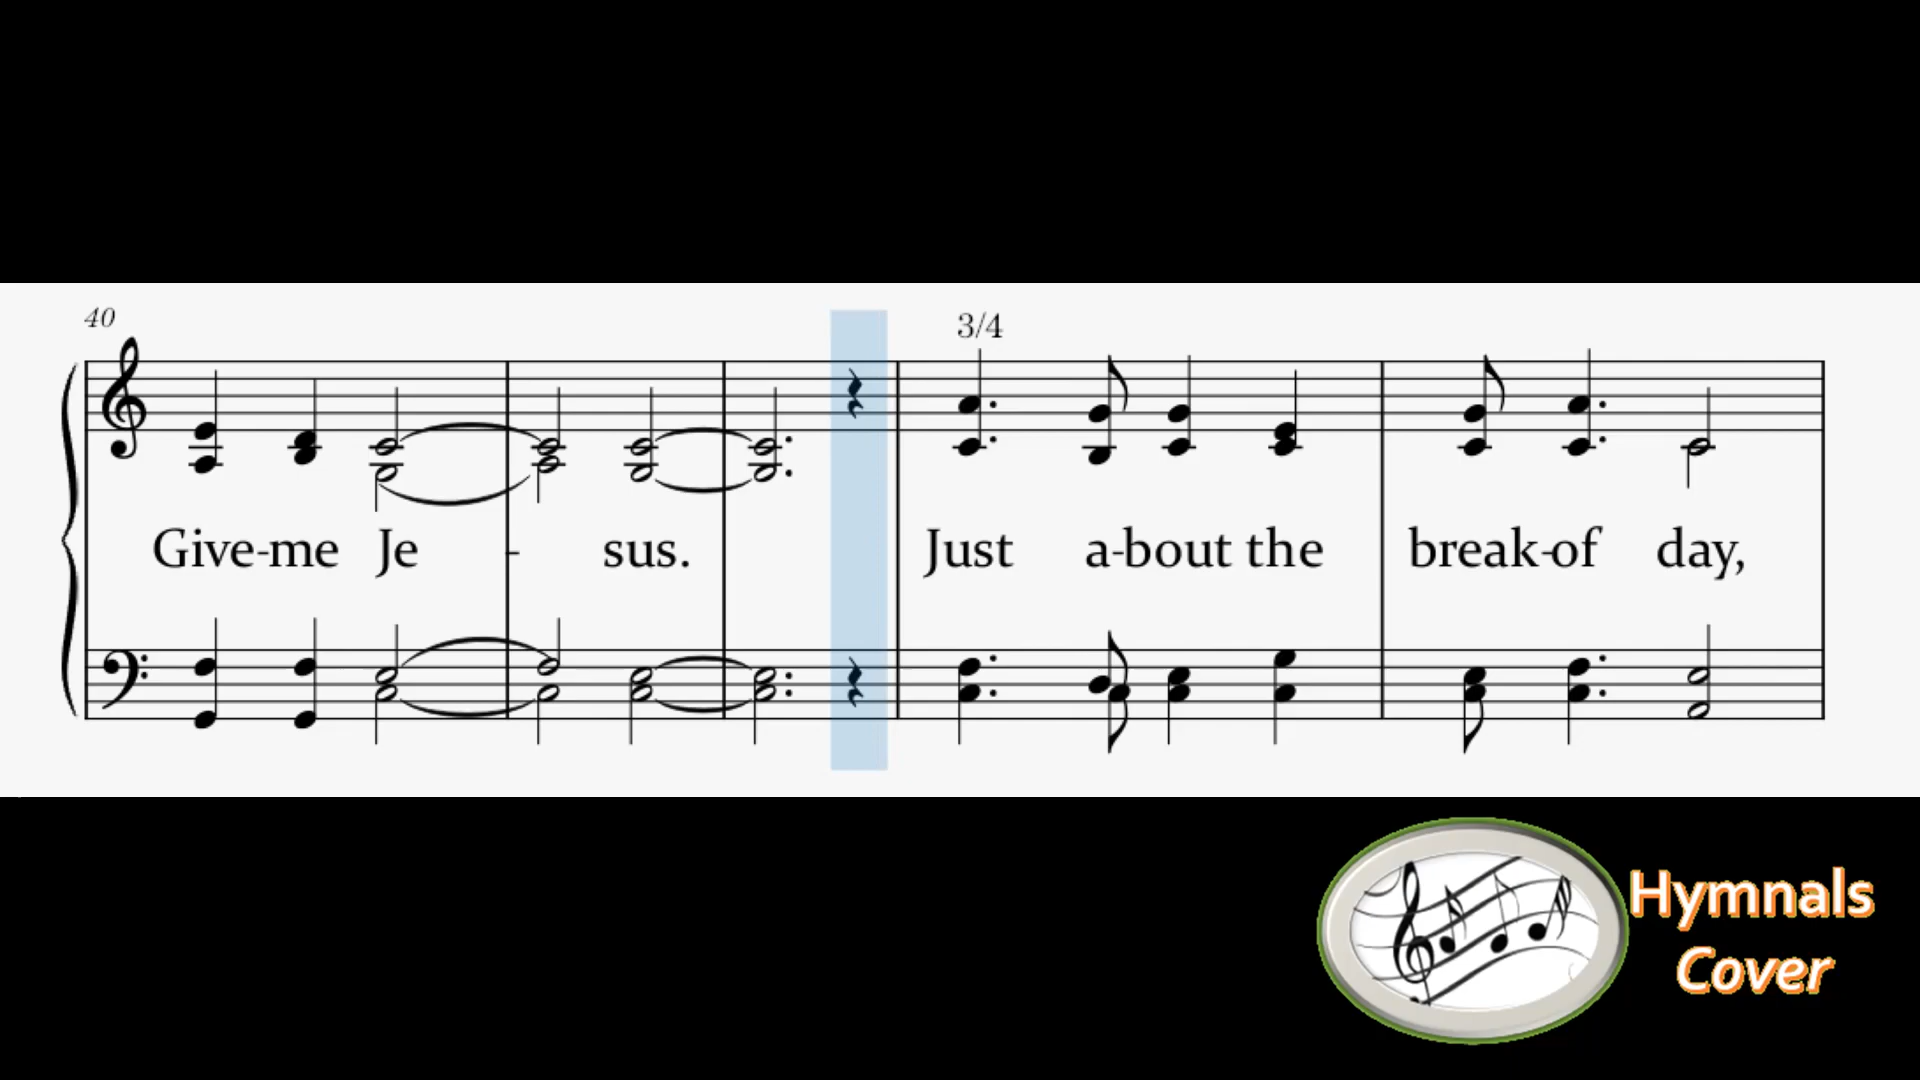 40
3/4
Give-me Je - sus. Just a-bout the break-of day,
Hymnals
Cover